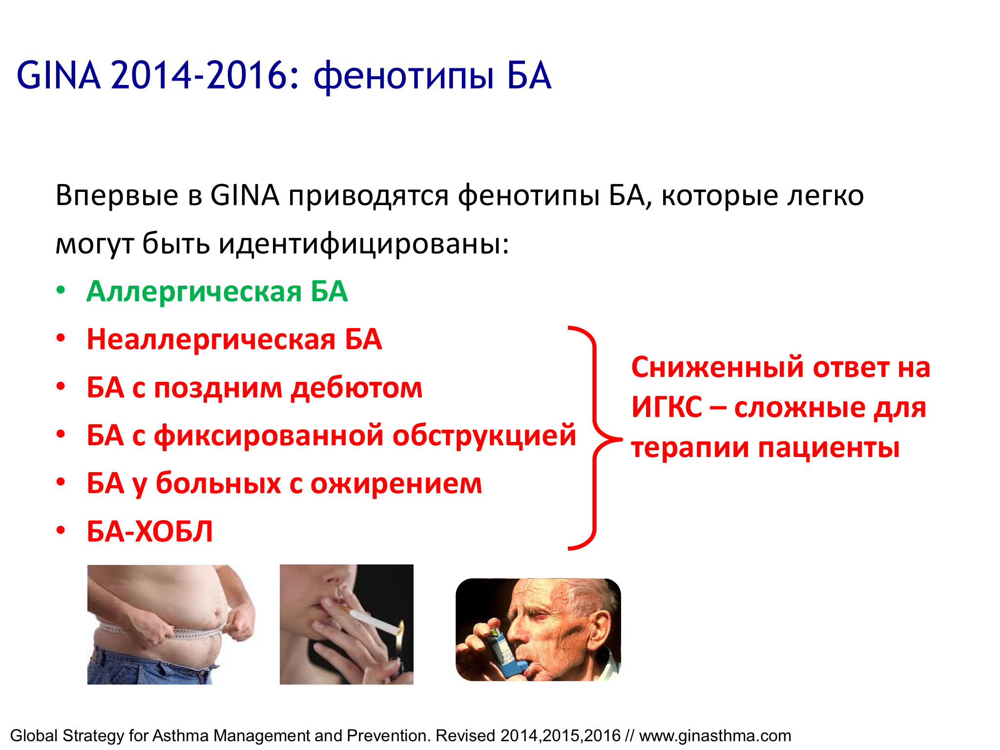 GINA 2014-2016: фенотипы БА
Впервые в GINA приводятся фенотипы БА, которые легко
могут быть идентифицированы:
• Аллергическая БА
• Неаллергическая БА
• БА с поздним дебютом
• БА с фиксированной обструкцией
• БА у больных с ожирением
• БА-ХОБЛ
Сниженный ответ на
ИГКС – сложные для
терапии пациенты
Global Strategy for Asthma Management and Prevention. Revised 2014,2015,2016 // www.ginasthma.com